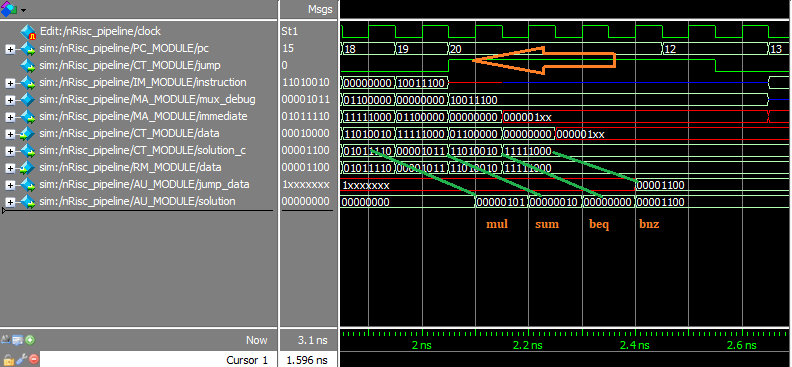 Msgs
Edit:/nRisc_pipeline/clock St1
sim:/nRisc_pipeline/PC_MODULE/pc 15 18 19 20 12 13
sim:/nRisc_pipeline/CT_MODULE/jump 0
sim:/nRisc_pipeline/IM_MODULE/instruction 11010010 00000000 10011100
sim:/nRisc_pipeline/MA_MODULE/mux_debug 00001011 01100000 00000000 10011100
sim:/nRisc_pipeline/MA_MODULE/immediate 01011110 11111000 01100000 00000000 000001xx
sim:/nRisc_pipeline/CT_MODULE/data 00010000 11010010 11111000 01100000 00000000 000001xx
sim:/nRisc_pipeline/CT_MODULE/solution_c 00001100 01011110 00001011 11010010 11111000
sim:/nRisc_pipeline/RM_MODULE/data 00001100 01011110 00001011 11010010 11111000
sim:/nRisc_pipeline/AU_MODULE/jump_data 1xxxxxxx 1xxxxxxx 00001100
sim:/nRisc_pipeline/AU_MODULE/solution 00000000 00000000 00000101 00000010 00000000 00001100
mul sum beq bnz
Now 3.1 ns 2 ns 2.2 ns 2.4 ns 2.6 ns
Cursor 1 1.596 ns